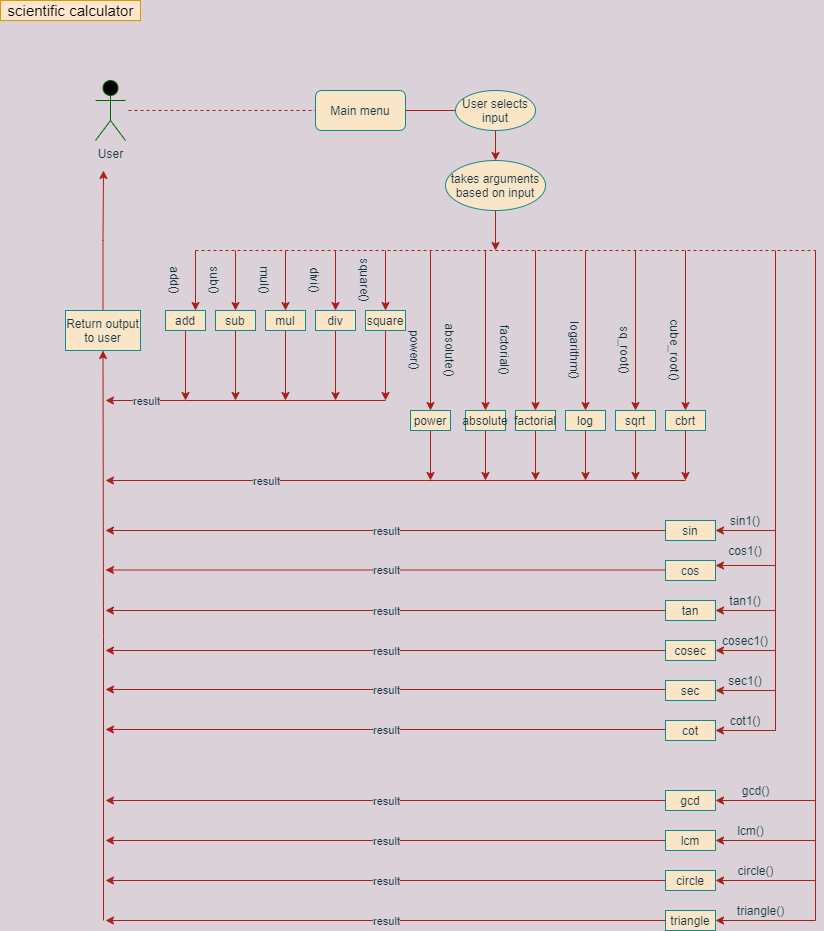 scientific calculator
User
Main menu
User selects
input
takes arguments
based on input
Return output
to user
add()
sub()
mul()
divi()
square()
add
sub
mul
div
square
result
power()
absolute()
factorial()
logarithm()
sq_root()
cube_root()
power
absolute
factorial
log
sqrt
cbrt
result
sin1()
sin
result
cos1()
cos
result
tan1()
tan
result
cosec1()
cosec
result
sec1()
sec
result
cot1()
cot
result
gcd()
gcd
result
lcm()
lcm
result
circle()
circle
result
triangle()
triangle
result